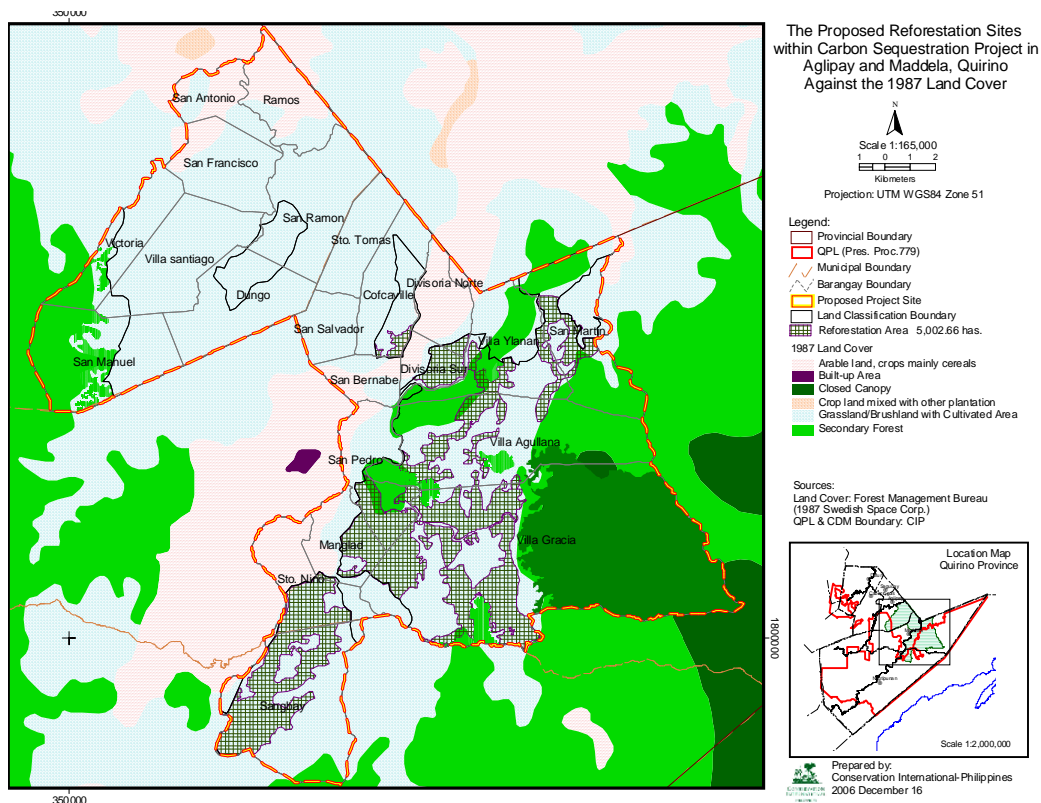 350000
The Proposed Reforestation Sites
within Carbon Sequestration Project in
Aglipay and Maddela, Quirino
Against the 1987 Land Cover
N
Scale 1:165,000
1 0 1 2
Kilometers
Projection: UTM WGS84 Zone 51
Legend:
Provincial Boundary
QPL (Pres. Proc.779)
Municipal Boundary
Barangay Boundary
Proposed Project Site
Land Classification Boundary
Reforestation Area 5,002.66 has.
1987 Land Cover
Arable land, crops mainly cereals
Built-up Area
Closed Canopy
Crop land mixed with other plantation
Grassland/Brushland with Cultivated Area
Secondary Forest
Sources:
Land Cover: Forest Management Bureau
(1987 Swedish Space Corp.)
QPL & CDM Boundary: CIP
Location Map
Quirino Province
Scale 1:2,000,000
Prepared by:
Conservation International-Philippines
2006 December 16
San Antonio
Ramos
San Francisco
San Ramon
Victoria
Sto. Tomas
Villa santiago
Divisoria Norte
Dungo
Cofcaville
San Salvador
San Martin
Villa Ylanan
San Manuel
Divisoria Sur
San Bernabe
Villa Agullana
San Pedro
Villa Gracia
Manglad
Sto. Nino
Sangbay
1800000
350000